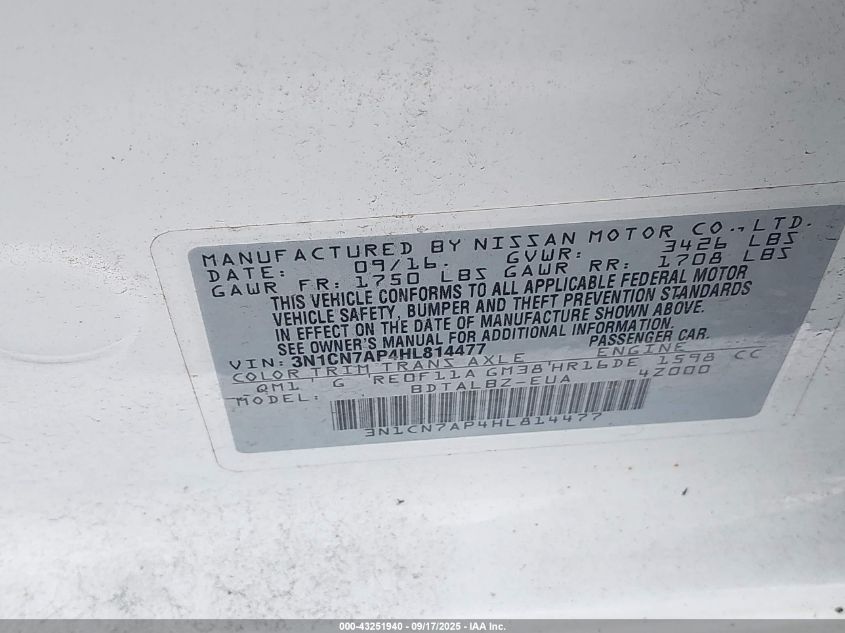 MANUFACTURED BY NISSAN MOTOR CO., LTD.
DATE: 09/16. GVWR: 3426 LBS
GAWR FR: 1750 LBS GAWR RR: 1708 LBS
THIS VEHICLE CONFORMS TO ALL APPLICABLE FEDERAL MOTOR
VEHICLE SAFETY, BUMPER AND THEFT PREVENTION STANDARDS
IN EFFECT ON THE DATE OF MANUFACTURE SHOWN ABOVE.
SEE OWNER'S MANUAL FOR ADDITIONAL INFORMATION.
VIN: 3N1CN7AP4HL814477 PASSENGER CAR.
COLOR TRIM TRANS AXLE ENGINE
QM1 G RE0F11A GM38 HR16DE 1598 CC
MODEL: BDTALBZ-EUA 4Z000
3N1CN7AP4HL814477
000-43251940 - 09/17/2025 - IAA Inc.